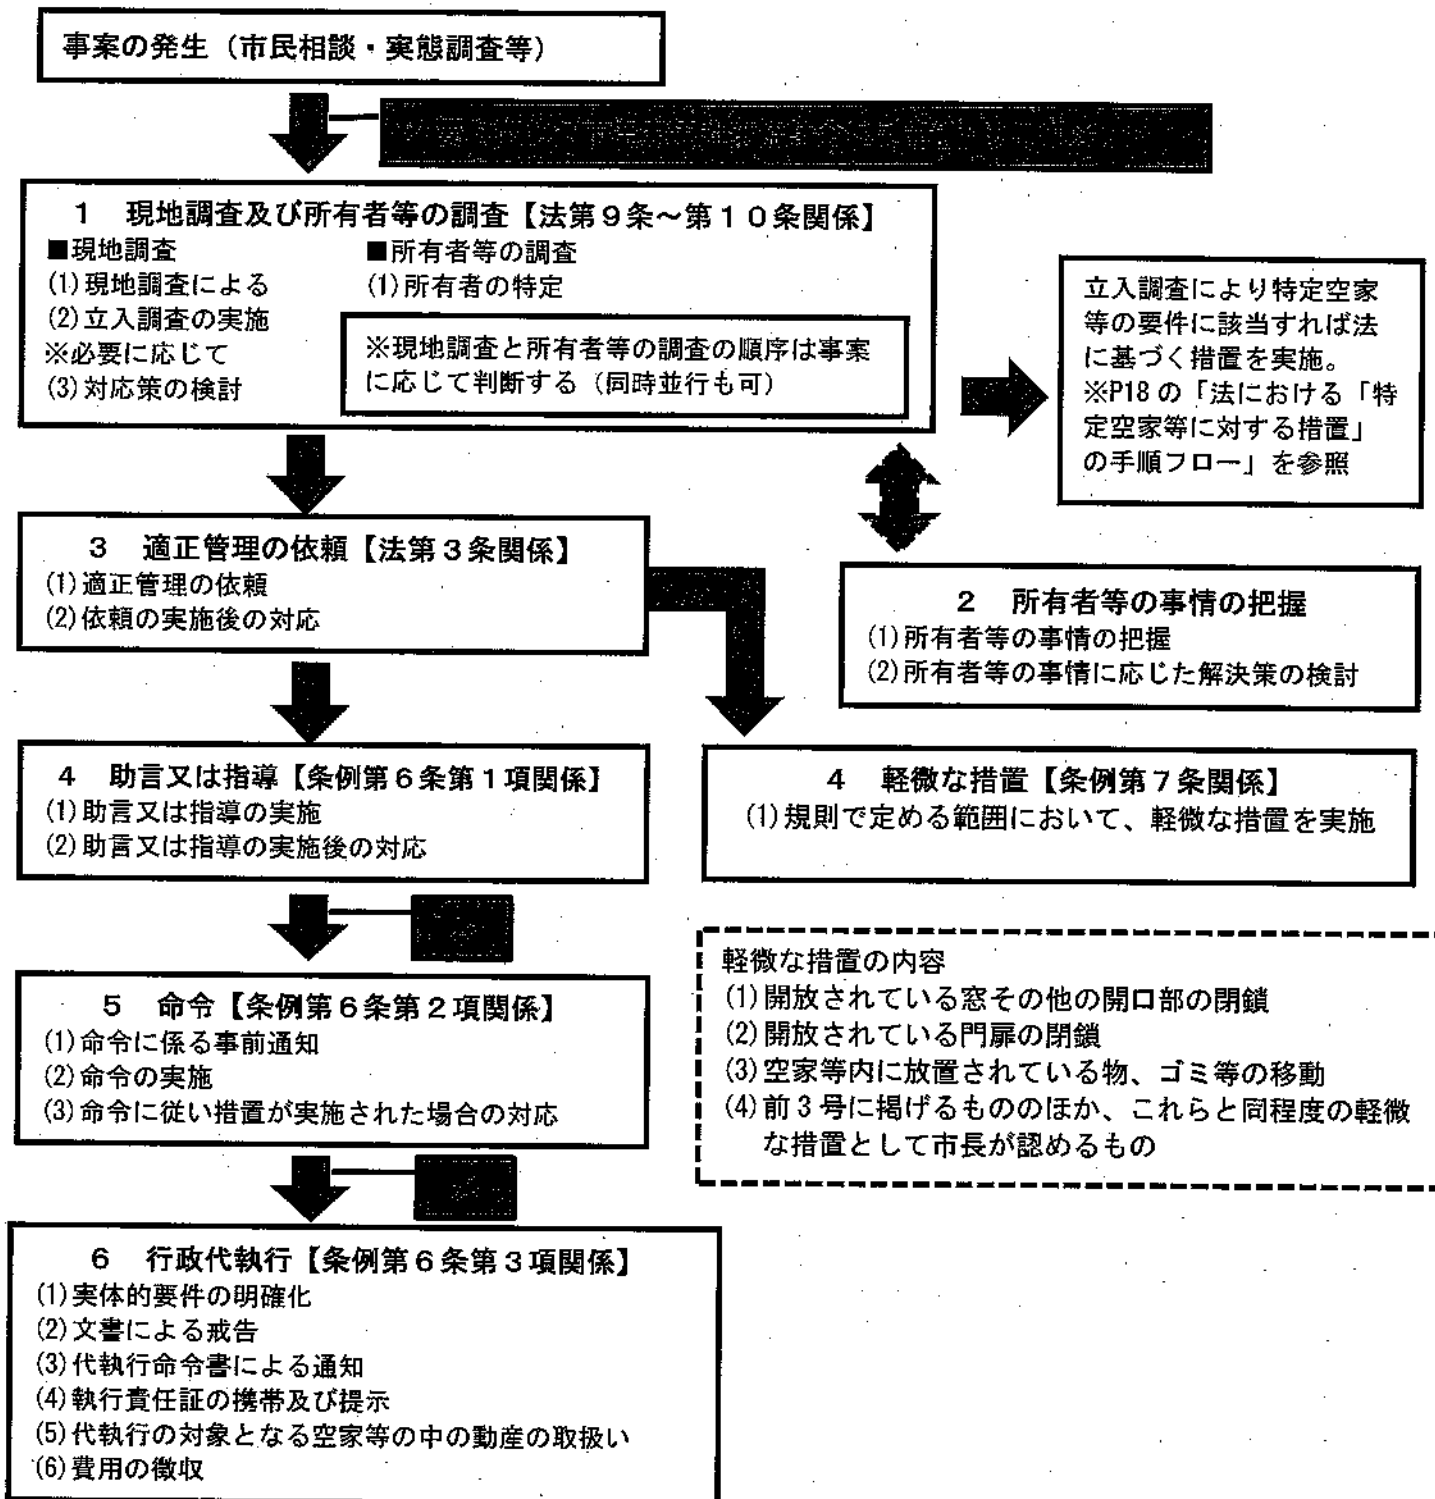 事案の発生（市民相談・実態調査等）
1　現地調査及び所有者等の調査【法第9条～第10条関係】
■現地調査
(1)現地調査による
(2)立入調査の実施
※必要に応じて
(3)対応策の検討
■所有者等の調査
(1)所有者の特定
※現地調査と所有者等の調査の順序は事案
に応じて判断する（同時並行も可）
立入調査により特定空家
等の要件に該当すれば法
に基づく措置を実施。
※P18の「法における「特
定空家等に対する措置」
の手順フロー」を参照
2　所有者等の事情の把握
(1)所有者等の事情の把握
(2)所有者等の事情に応じた解決策の検討
3　適正管理の依頼【法第3条関係】
(1)適正管理の依頼
(2)依頼の実施後の対応
4　助言又は指導【条例第6条第1項関係】
(1)助言又は指導の実施
(2)助言又は指導の実施後の対応
4　軽微な措置【条例第7条関係】
(1)規則で定める範囲において、軽微な措置を実施
軽微な措置の内容
(1)開放されている窓その他の開口部の閉鎖
(2)開放されている門扉の閉鎖
(3)空家等内に放置されている物、ゴミ等の移動
(4)前3号に掲げるもののほか、これらと同程度の軽微
な措置として市長が認めるもの
5　命令【条例第6条第2項関係】
(1)命令に係る事前通知
(2)命令の実施
(3)命令に従い措置が実施された場合の対応
6　行政代執行【条例第6条第3項関係】
(1)実体的要件の明確化
(2)文書による戒告
(3)代執行命令書による通知
(4)執行責任証の携帯及び提示
(5)代執行の対象となる空家等の中の動産の取扱い
(6)費用の徴収